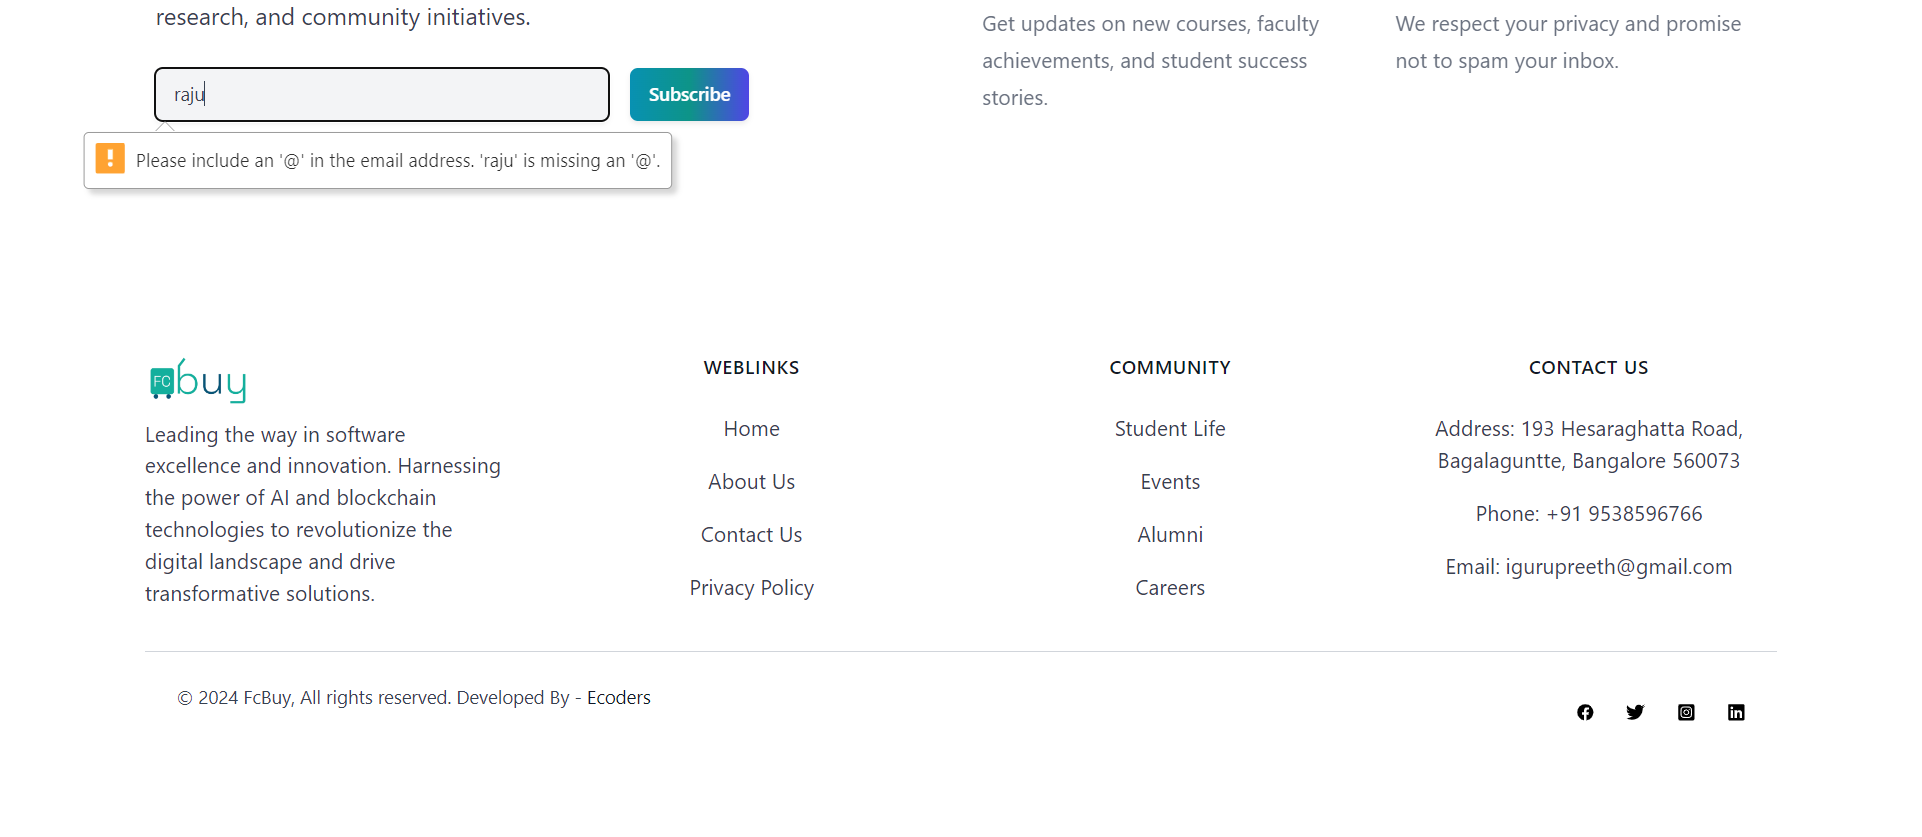 research, and community initiatives.
raju
Subscribe
Please include an '@' in the email address. 'raju' is missing an '@'.
Get updates on new courses, faculty
achievements, and student success
stories.
We respect your privacy and promise
not to spam your inbox.
FC buy
Leading the way in software
excellence and innovation. Harnessing
the power of AI and blockchain
technologies to revolutionize the
digital landscape and drive
transformative solutions.
WEBLINKS
Home
About Us
Contact Us
Privacy Policy
COMMUNITY
Student Life
Events
Alumni
Careers
CONTACT US
Address: 193 Hesaraghatta Road,
Bagalaguntte, Bangalore 560073
Phone: +91 9538596766
Email: igurupreeth@gmail.com
© 2024 FcBuy, All rights reserved. Developed By - Ecoders